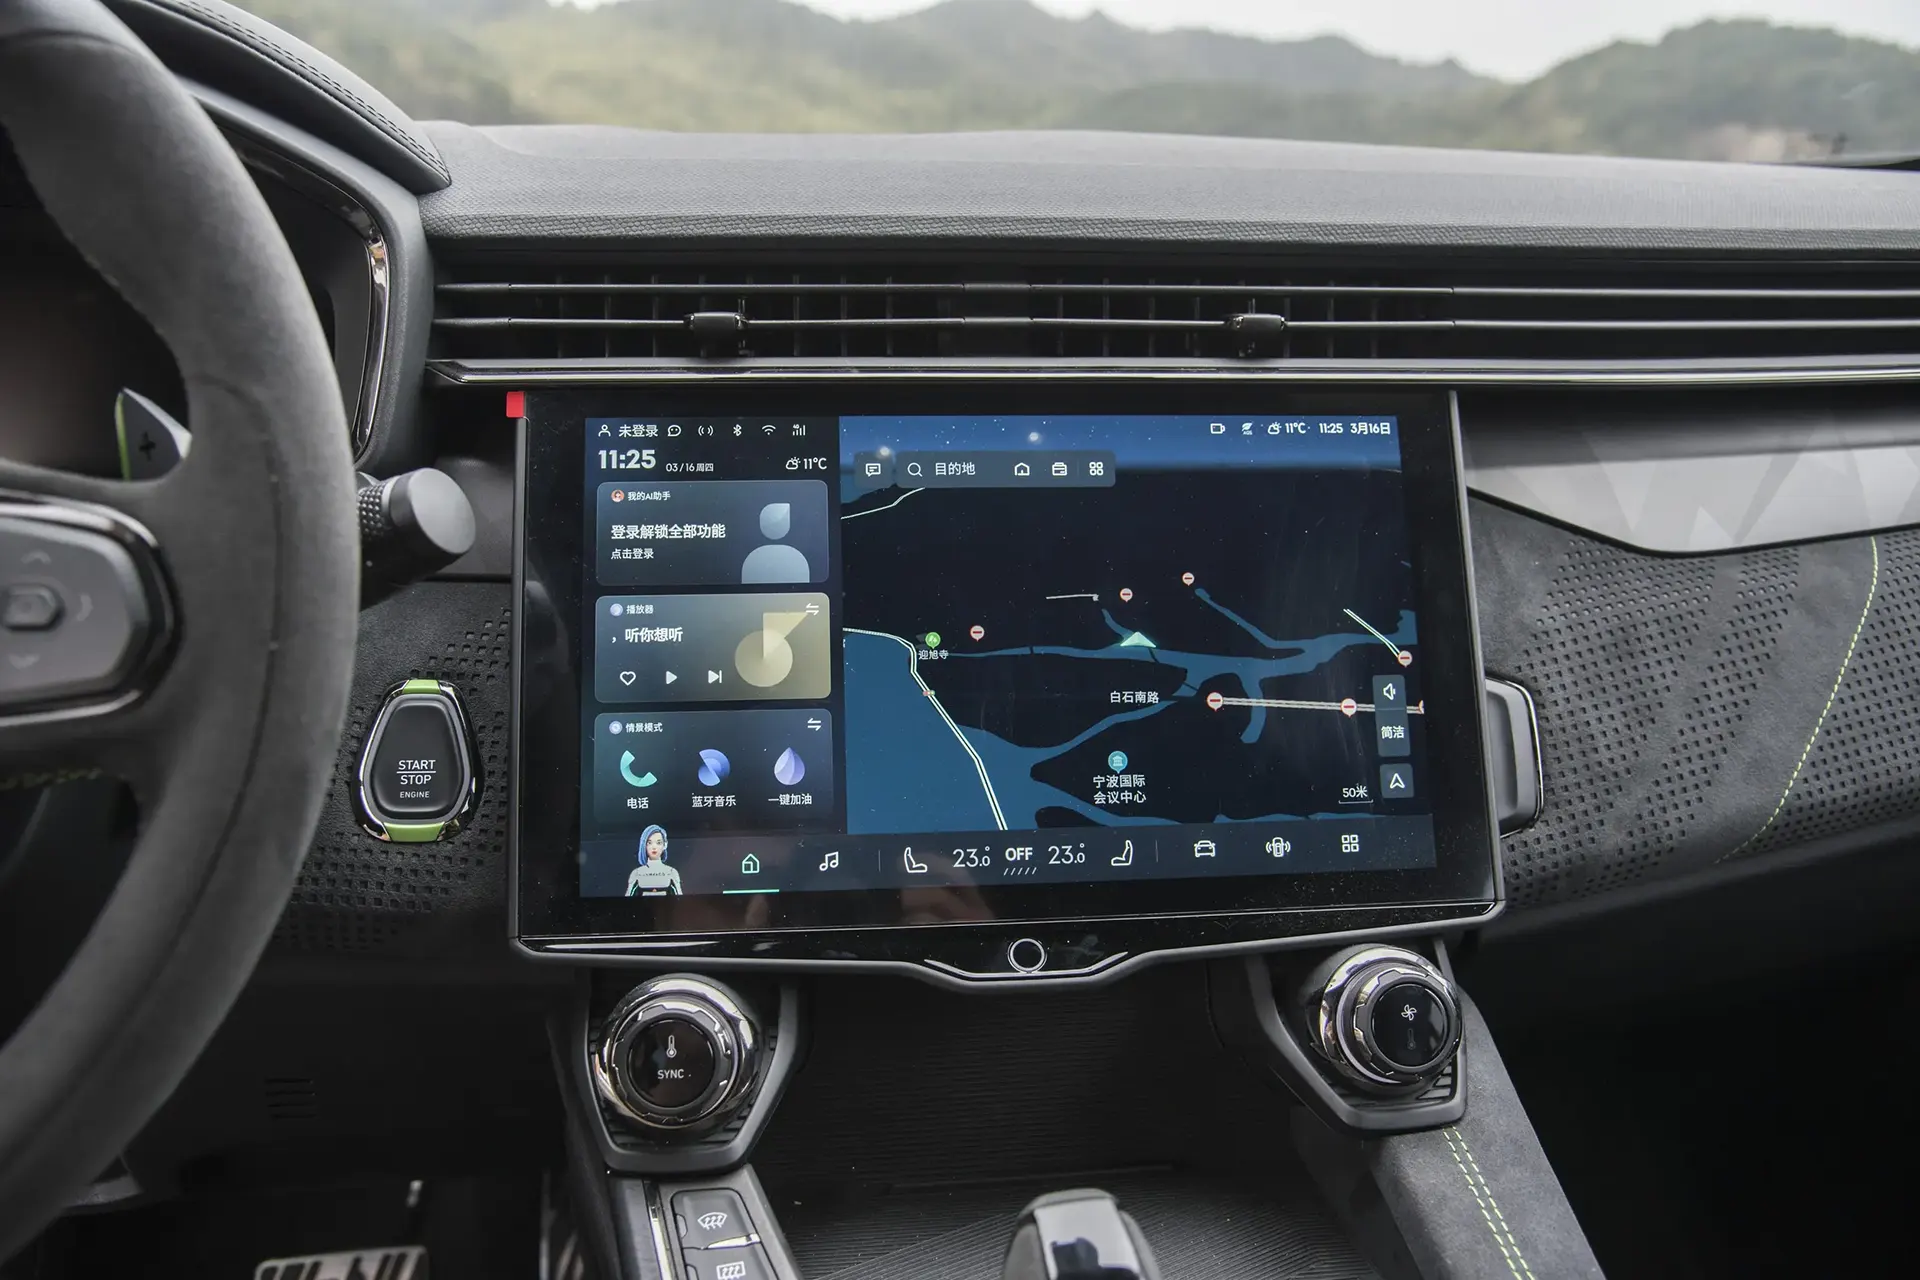 未登录
11:25 03/16周四 11℃
我的AI助手
登录解锁全部功能
点击登录
播放器
，听你想听
情景模式
电话 蓝牙音乐 一键加油
11℃ 11:25 3月16日
目的地
迎旭寺
白石南路
宁波国际
会议中心
简洁
50米
23.0 OFF 23.0
START
STOP
ENGINE
SYNC